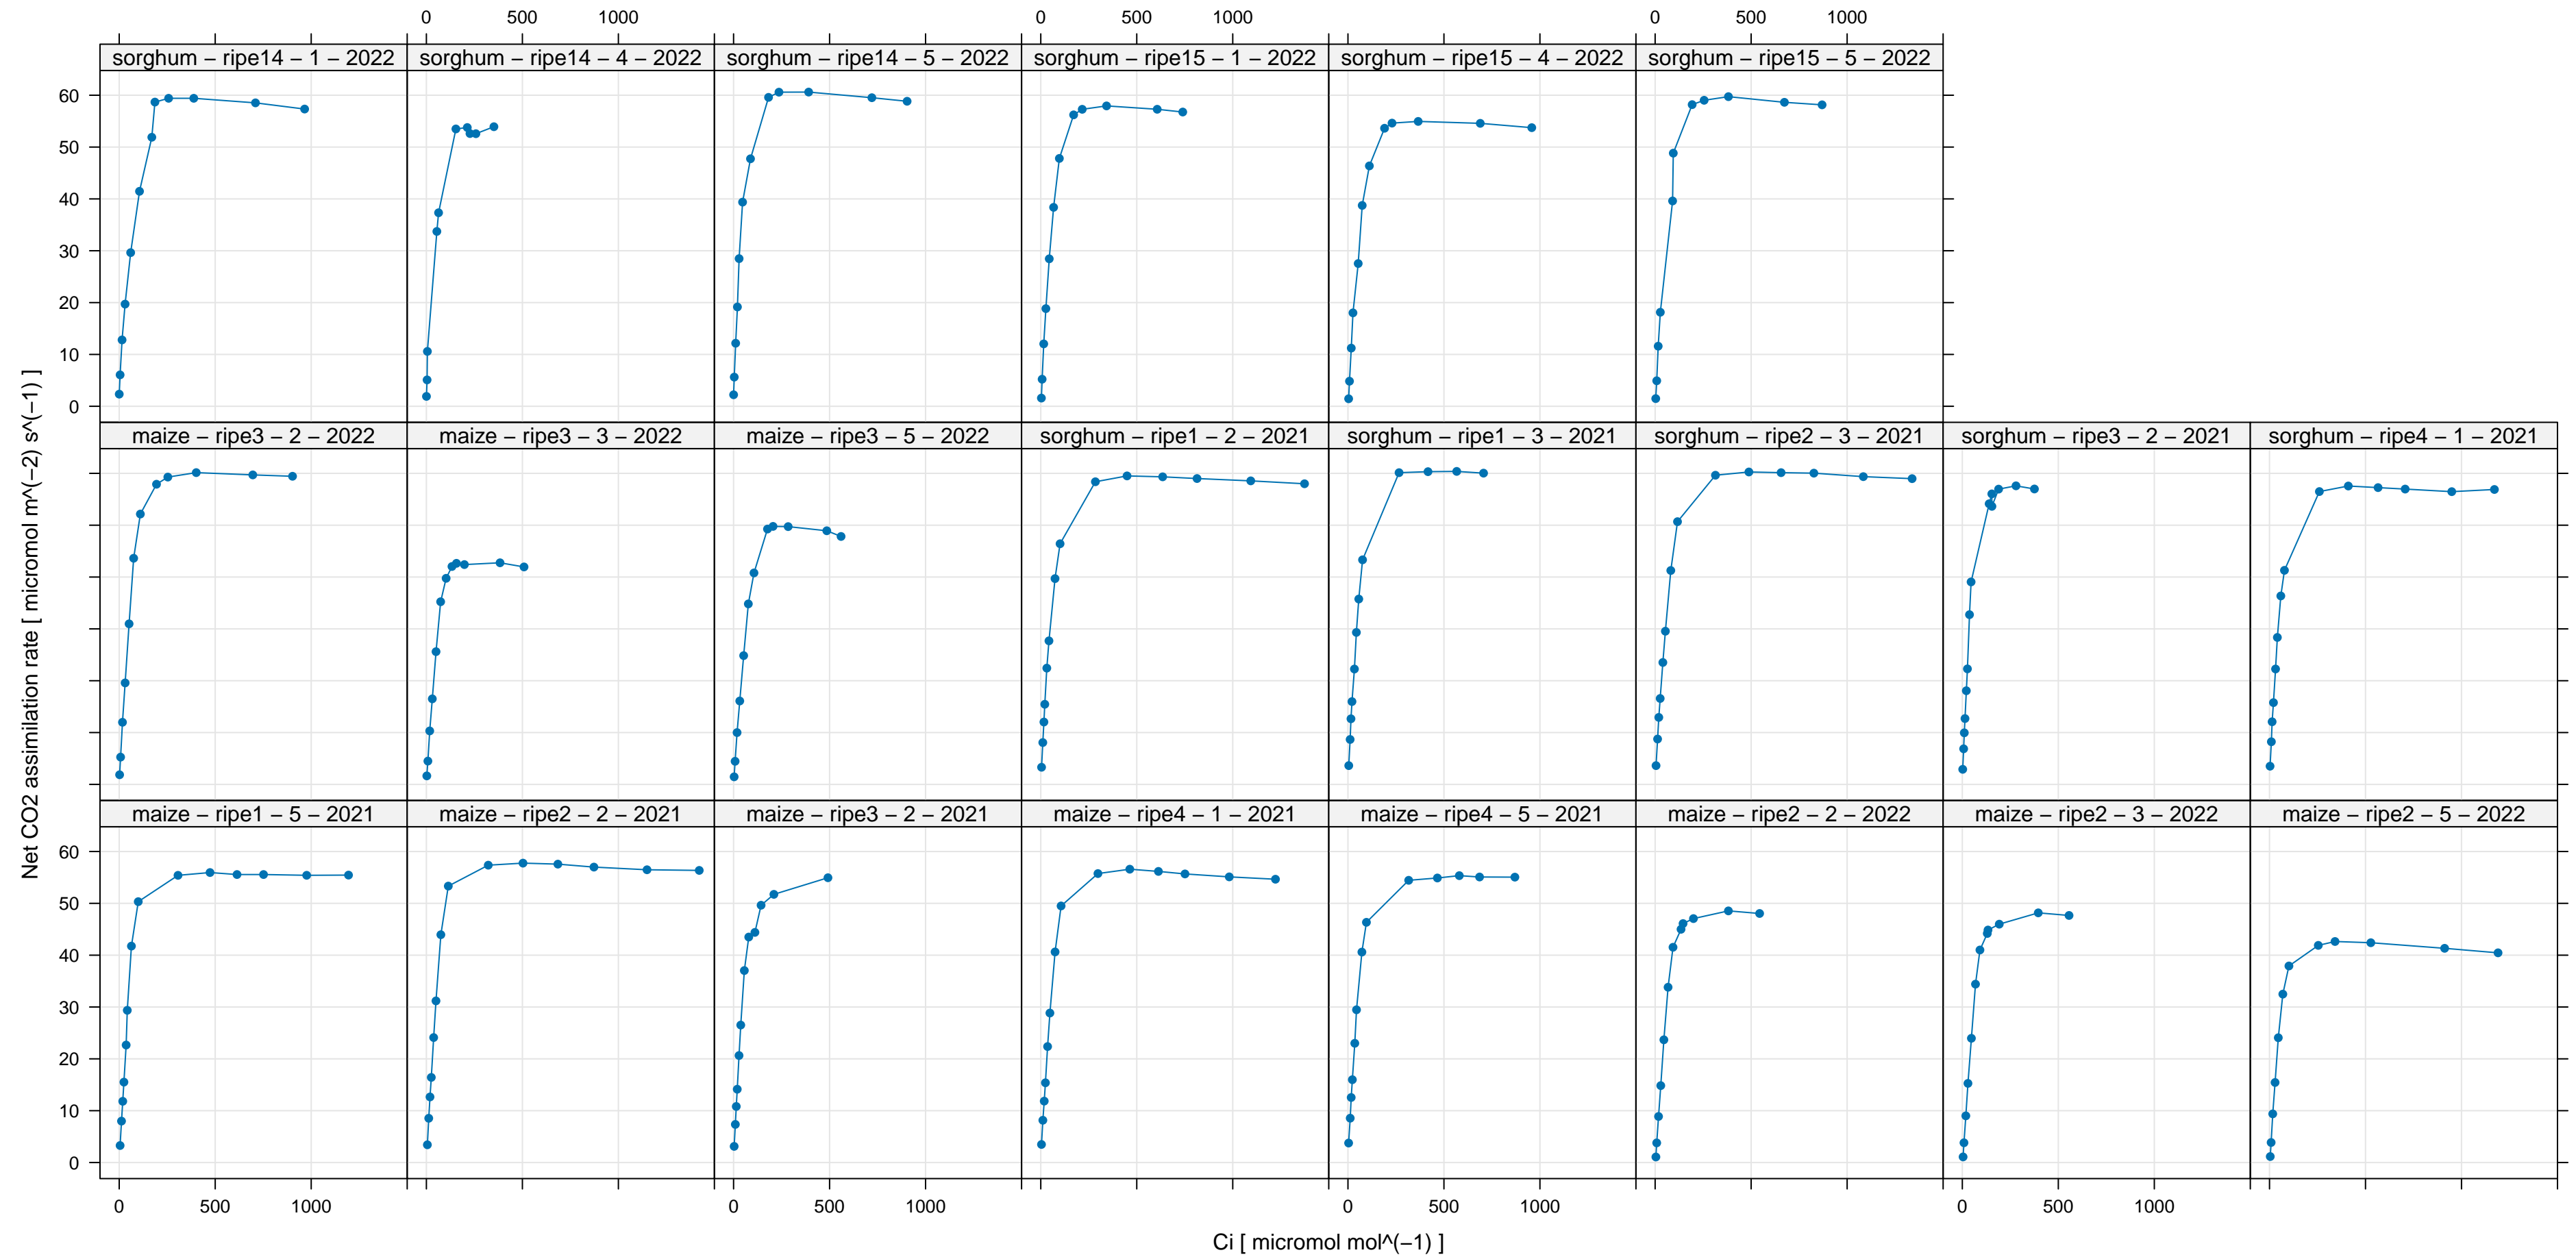 0 500 1000 0 500 1000 0 500 1000
sorghum − ripe14 − 1 − 2022 sorghum − ripe14 − 4 − 2022 sorghum − ripe14 − 5 − 2022 sorghum − ripe15 − 1 − 2022 sorghum − ripe15 − 4 − 2022 sorghum − ripe15 − 5 − 2022
60
50
40
30
20
10
0
maize − ripe3 − 2 − 2022 maize − ripe3 − 3 − 2022 maize − ripe3 − 5 − 2022 sorghum − ripe1 − 2 − 2021 sorghum − ripe1 − 3 − 2021 sorghum − ripe2 − 3 − 2021 sorghum − ripe3 − 2 − 2021 sorghum − ripe4 − 1 − 2021
Net CO2 assimilation rate [ micromol m^(−2) s^(−1) ]
maize − ripe1 − 5 − 2021 maize − ripe2 − 2 − 2021 maize − ripe3 − 2 − 2021 maize − ripe4 − 1 − 2021 maize − ripe4 − 5 − 2021 maize − ripe2 − 2 − 2022 maize − ripe2 − 3 − 2022 maize − ripe2 − 5 − 2022
60
50
40
30
20
10
0
0 500 1000 0 500 1000 0 500 1000 0 500 1000
Ci [ micromol mol^(−1) ]